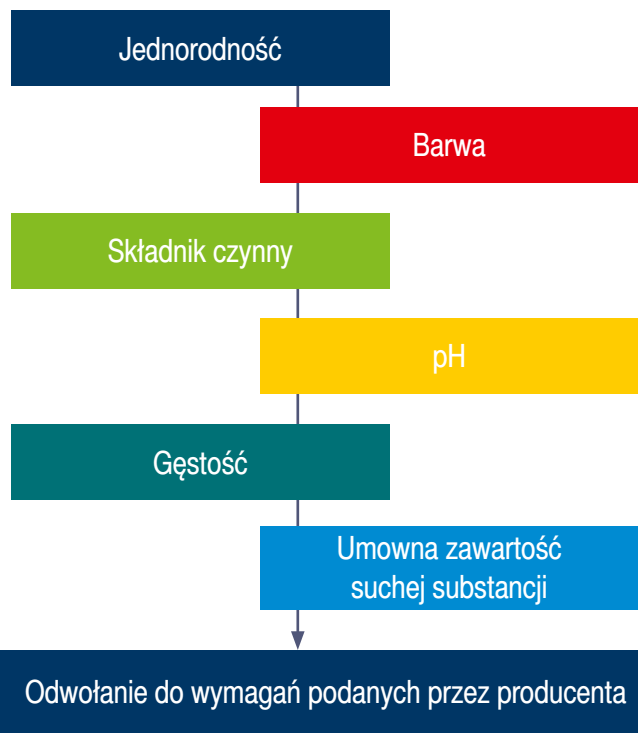 Jednorodność
Barwa
Składnik czynny
pH
Gęstość
Umowna zawartość
suchej substancji
Odwołanie do wymagań podanych przez producenta